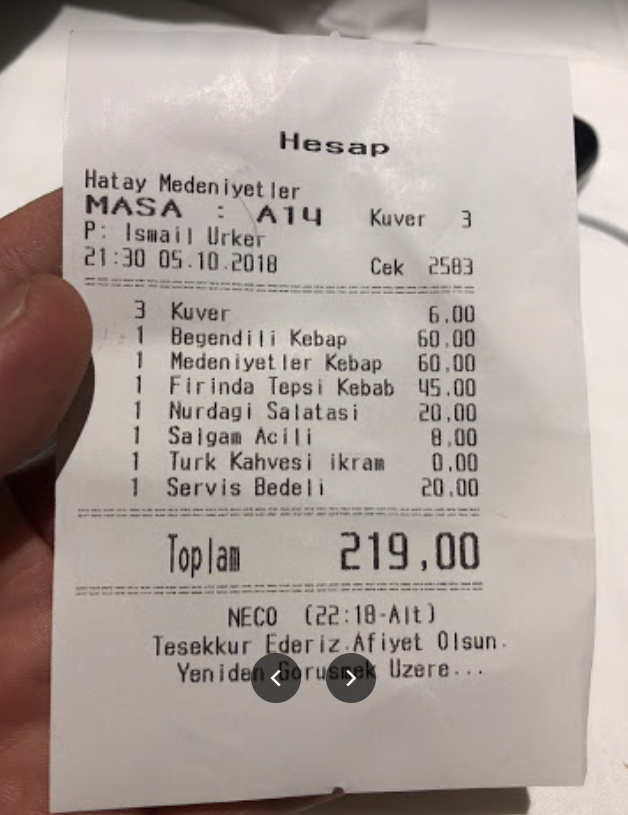 Hesap
Hatay Medeniyetler
MASA : A14 Kuver 3
P: Ismail Urker
21:30 05.10.2018 Cek 2583
3 Kuver 6,00
1 Begendili Kebap 60,00
1 Medeniyetler Kebap 60,00
1 Firinda Tepsi Kebab 45,00
1 Nurdagi Salatasi 20,00
1 Salgam Acili 8,00
1 Turk Kahvesi ikram 0,00
1 Servis Bedeli 20,00
Toplam 219,00
NECO (22:18-Alt)
Tesekkur Ederiz.Afiyet Olsun.
Yeniden Gorusmek Uzere...